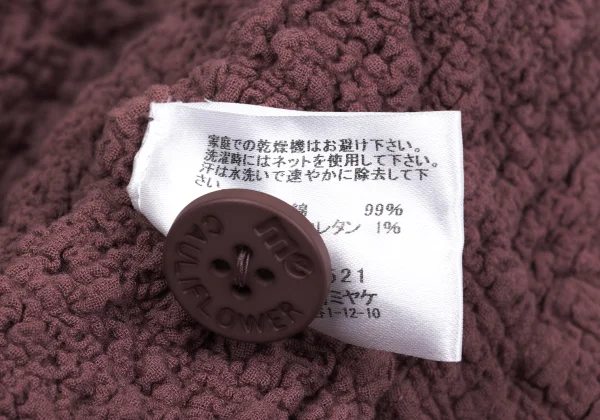 家庭での乾燥機はお避け下さい。
洗濯時にはネットを使用して下さい。
汗は水洗いで速やかに除去して下
さい
綿 99%
レタン 1%
521
ミヤケ
1-12-10
me
CAULIFLOWER